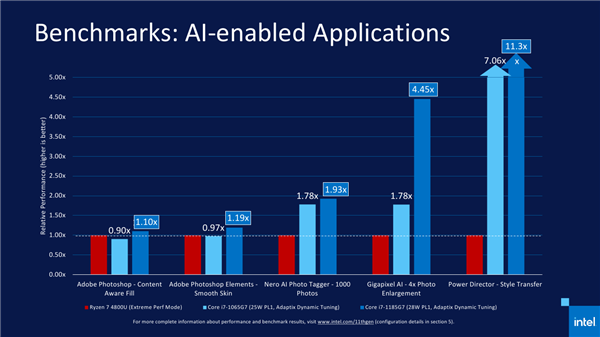 Benchmarks: AI-enabled Applications
11.3x
x
7.06x
5.00x
4.50x
4.45x
4.00x
3.50x
3.00x
2.50x
2.00x
1.93x
1.78x
1.78x
1.50x
1.19x
1.10x
1.00x
0.97x
0.90x
0.50x
0.00x
Relative Performance (higher is better)
Adobe Photoshop - Content
Aware Fill
Adobe Photoshop Elements -
Smooth Skin
Nero AI Photo Tagger - 1000
Photos
Gigapixel AI - 4x Photo
Enlargement
Power Director - Style Transfer
Ryzen 7 4800U (Extreme Perf Mode)
Core i7-1065G7 (25W PL1, Adaptix Dynamic Tuning)
Core i7-1185G7 (28W PL1, Adaptix Dynamic Tuning)
For more complete information about performance and benchmark results, visit www.intel.com/11thgen (configuration details in section 5).
intel